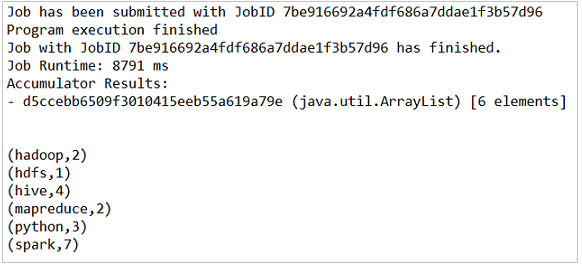 Job has been submitted with JobID 7be916692a4fdf686a7ddae1f3b57d96
Program execution finished
Job with JobID 7be916692a4fdf686a7ddae1f3b57d96 has finished.
Job Runtime: 8791 ms
Accumulator Results:
- d5ccebb6509f3010415eeb55a619a79e (java.util.ArrayList) [6 elements]
(hadoop,2)
(hdfs,1)
(hive,4)
(mapreduce,2)
(python,3)
(spark,7)